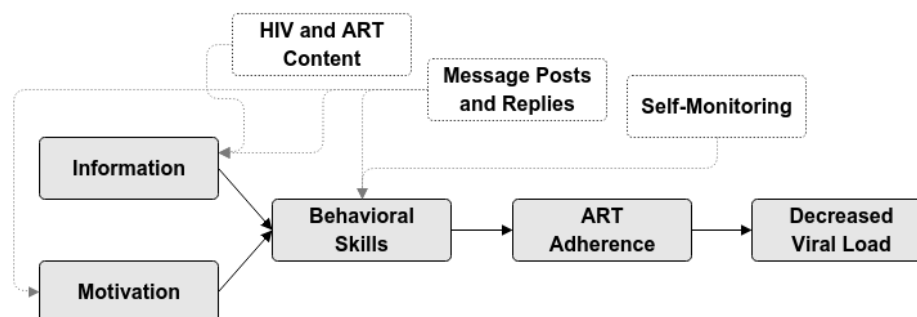 HIV and ART
Content
Message Posts
and Replies
Self-Monitoring
Information
Behavioral
Skills
ART
Adherence
Decreased
Viral Load
Motivation